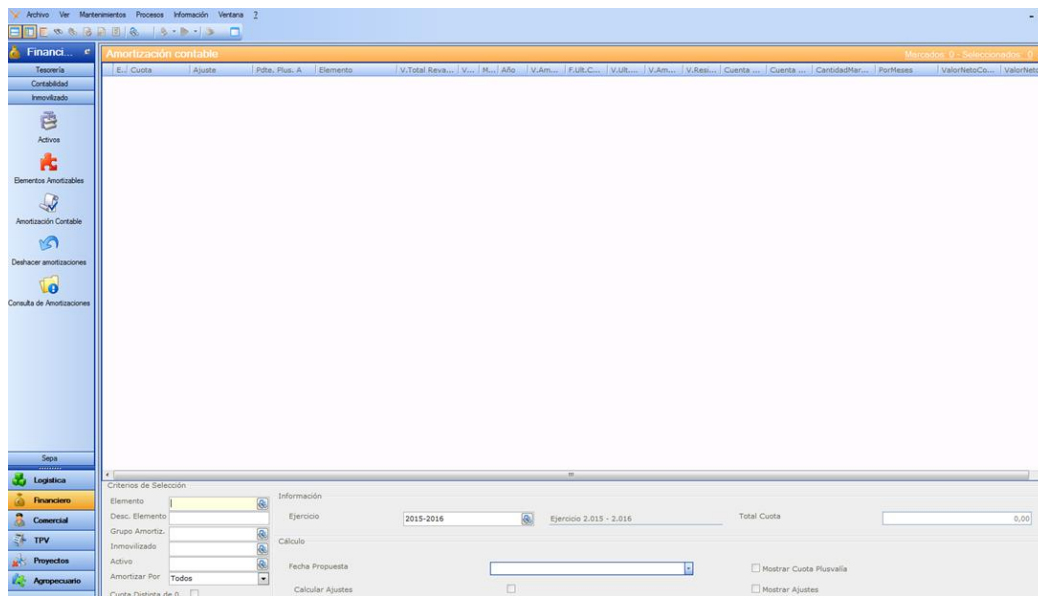 Archivo Ver Mantenimientos Procesos Información Ventana ?
Financi...
Amortización contable
Marcados: 0 - Seleccionados: 0
Tesorería
Contabilidad
Inmovilizado
E.. Cuota Ajuste Pdte. Plus. A Elemento V.Total Reva... V... M... Año V.Am... F.Ult.C... V.Ult.... V.Am... V.Resi... Cuenta ... Cuenta ... CantidadMar... PorMeses ValorNetoCo... ValorNeto
Activos
Elementos Amortizables
Amortización Contable
Deshacer amortizaciones
Consulta de Amortizaciones
Sepa
Logística
Financiero
Comercial
TPV
Proyectos
Agropecuario
Criterios de Selección
Elemento
Desc. Elemento
Grupo Amortiz.
Inmovilizado
Activo
Amortizar Por Todos
Cuota Distinta de 0
Información
Ejercicio 2015-2016 Ejercicio 2.015 - 2.016 Total Cuota 0,00
Cálculo
Fecha Propuesta Mostrar Cuota Plusvalía
Calcular Ajustes Mostrar Ajustes